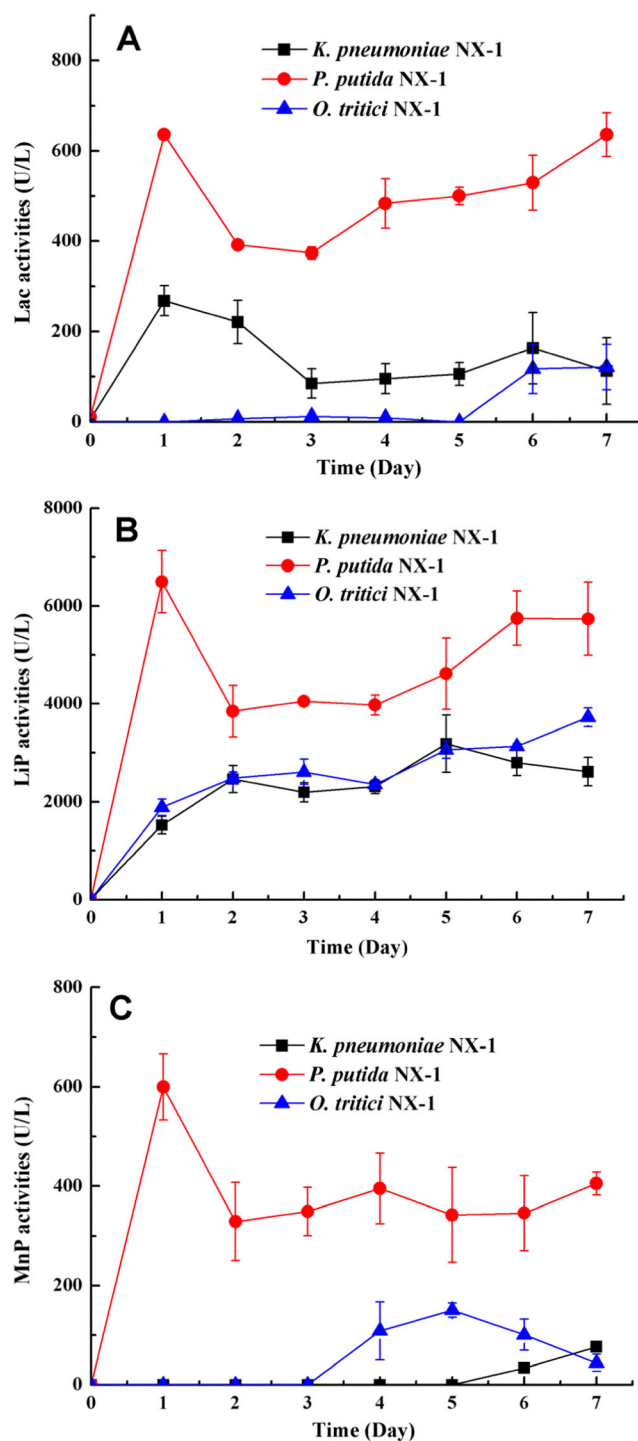 A
K. pneumoniae NX-1
P. putida NX-1
O. tritici NX-1
Lac activities (U/L)
800
600
400
200
0
0 1 2 3 4 5 6 7
Time (Day)
B
K. pneumoniae NX-1
P. putida NX-1
O. tritici NX-1
LiP activities (U/L)
8000
6000
4000
2000
0
0 1 2 3 4 5 6 7
Time (Day)
C
K. pneumoniae NX-1
P. putida NX-1
O. tritici NX-1
MnP activities (U/L)
800
600
400
200
0
0 1 2 3 4 5 6 7
Time (Day)